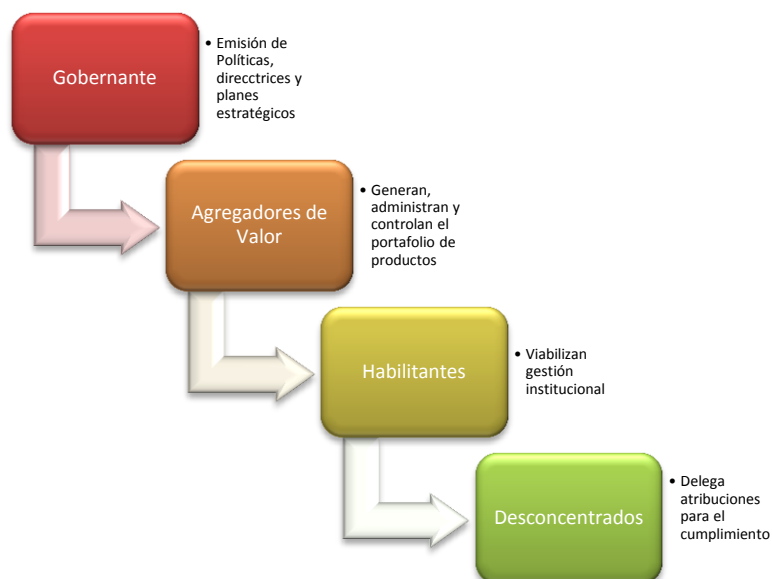 Gobernante
• Emisión de
Políticas,
direcctrices y
planes
estratégicos
Agregadores de
Valor
• Generan,
administran y
controlan el
portafolio de
productos
Habilitantes
• Viabilizan
gestión
institucional
Desconcentrados
• Delega
atribuciones
para el
cumplimiento